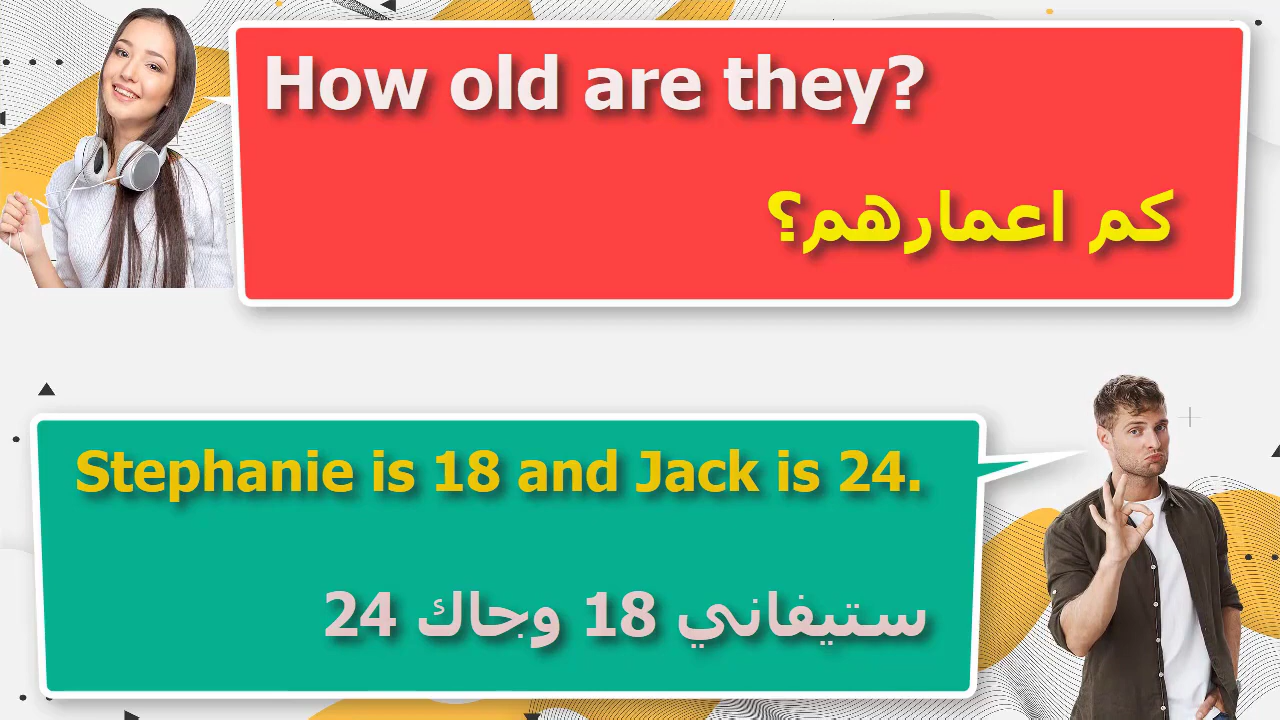 How old are they?
كم اعمارهم؟
Stephanie is 18 and Jack is 24.
ستيفاني 18 وجاك 24